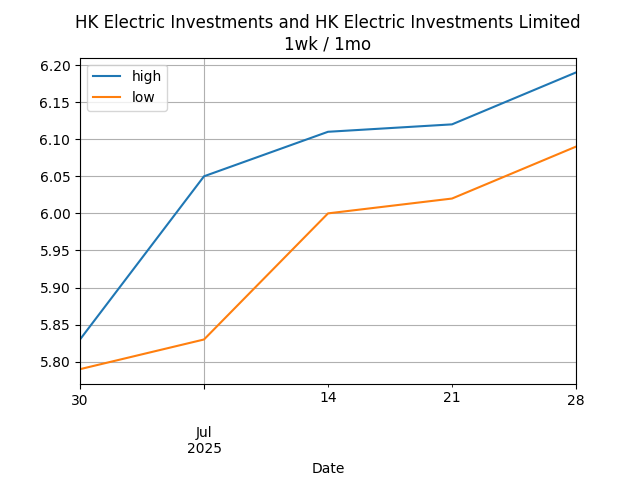 HK Electric Investments and HK Electric Investments Limited
1wk / 1mo
high
low
6.20
6.15
6.10
6.05
6.00
5.95
5.90
5.85
5.80
30
14
21
28
Jul
2025
Date